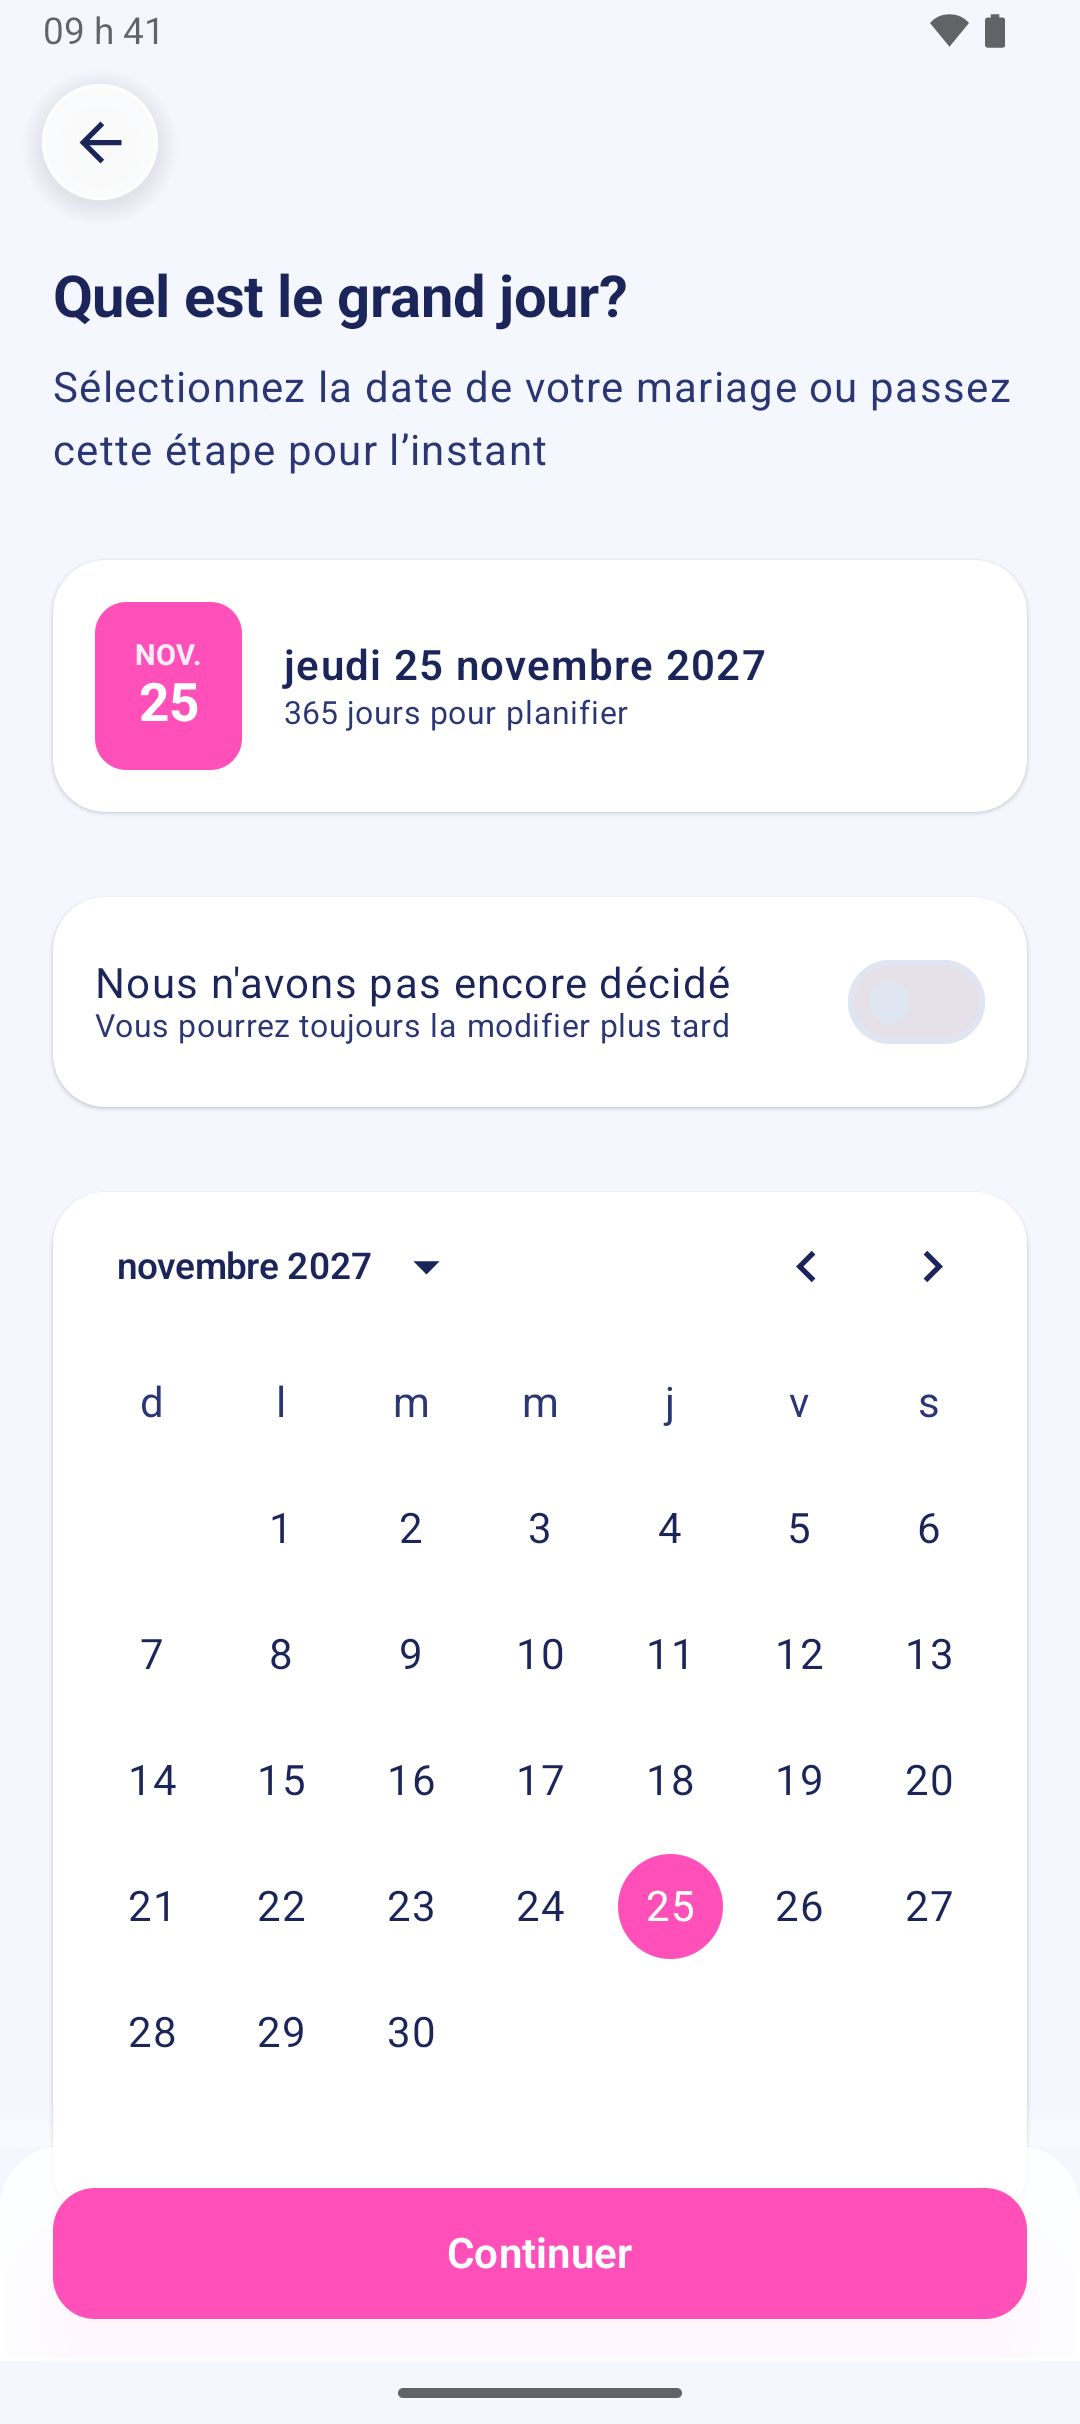 09 h 41
Quel est le grand jour?
Sélectionnez la date de votre mariage ou passez
cette étape pour l’instant
NOV.
25
jeudi 25 novembre 2027
365 jours pour planifier
Nous n'avons pas encore décidé
Vous pourrez toujours la modifier plus tard
novembre 2027
d l m m j v s
1 2 3 4 5 6
7 8 9 10 11 12 13
14 15 16 17 18 19 20
21 22 23 24 25 26 27
28 29 30
Continuer